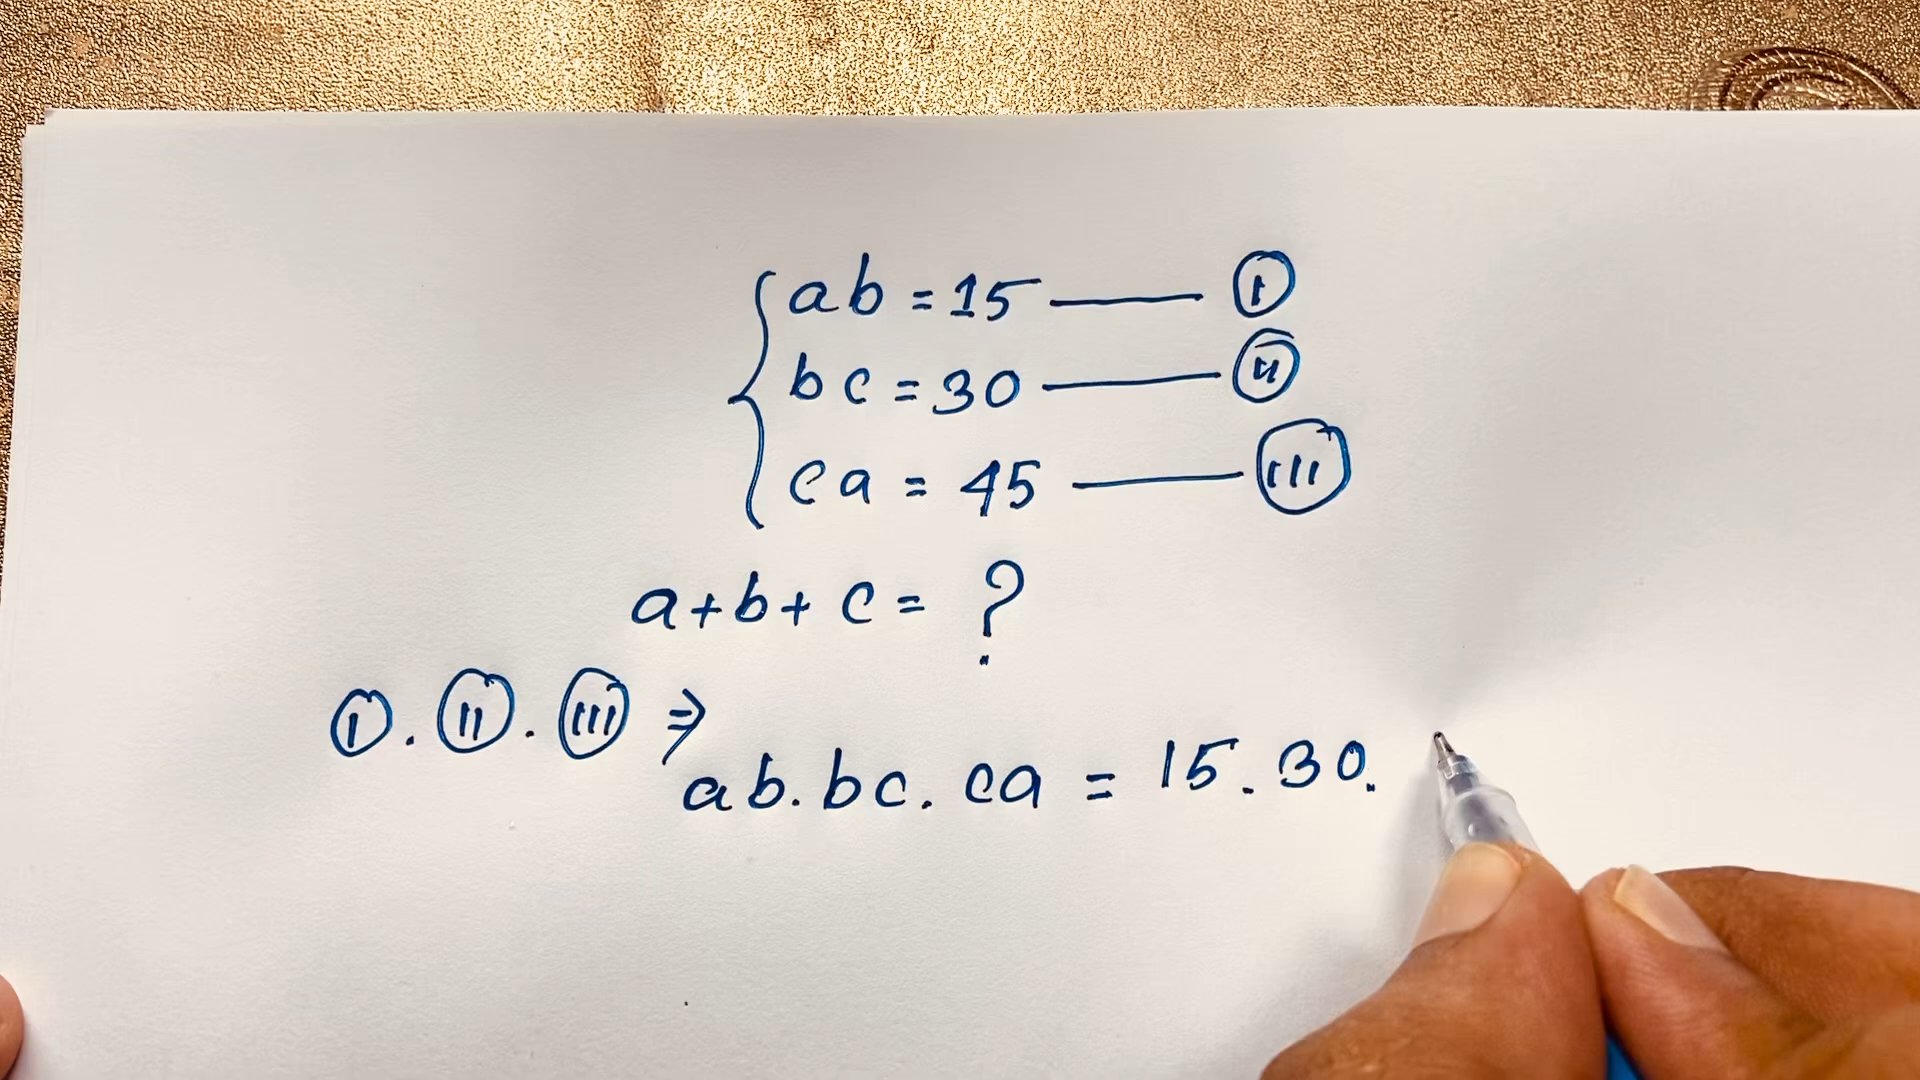 ab = 15 —— Ⓘ
bc = 30 —— Ⓘⓘ
ca = 45 —— (III)
a+b+c = ?
(I) . (II) . (III) ⇒
ab.bc.ca = 15.30.